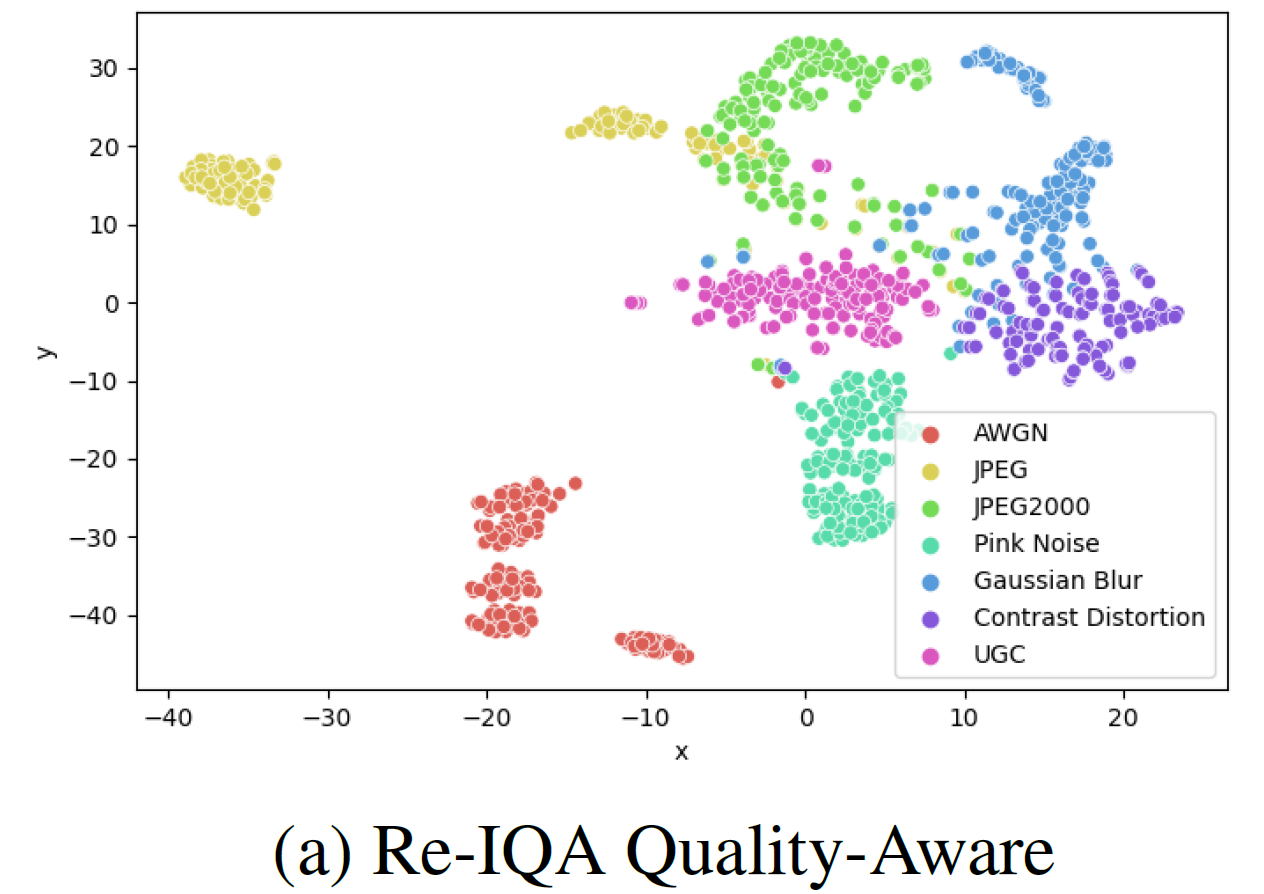 30
20
10
0
−10
−20
−30
−40
y
−40
−30
−20
−10
0
10
20
x
AWGN
JPEG
JPEG2000
Pink Noise
Gaussian Blur
Contrast Distortion
UGC
(a) Re-IQA Quality-Aware